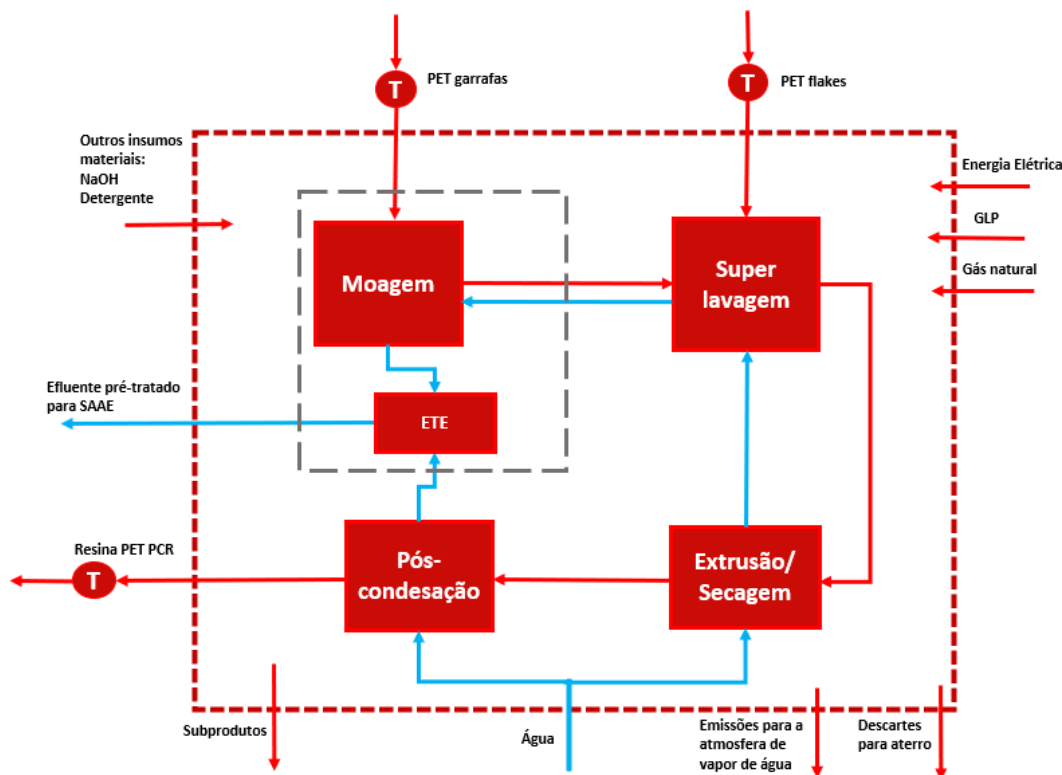 T
PET garrafas
T
PET flakes
Outros insumos
materiais:
NaOH
Detergente
Energia Elétrica
GLP
Gás natural
Moagem
Super
lavagem
Efluente pré-tratado
para SAAE
ETE
Resina PET PCR
T
Pós-
condesação
Extrusão/
Secagem
Subprodutos
Água
Emissões para a
atmosfera de
vapor de água
Descartes
para aterro